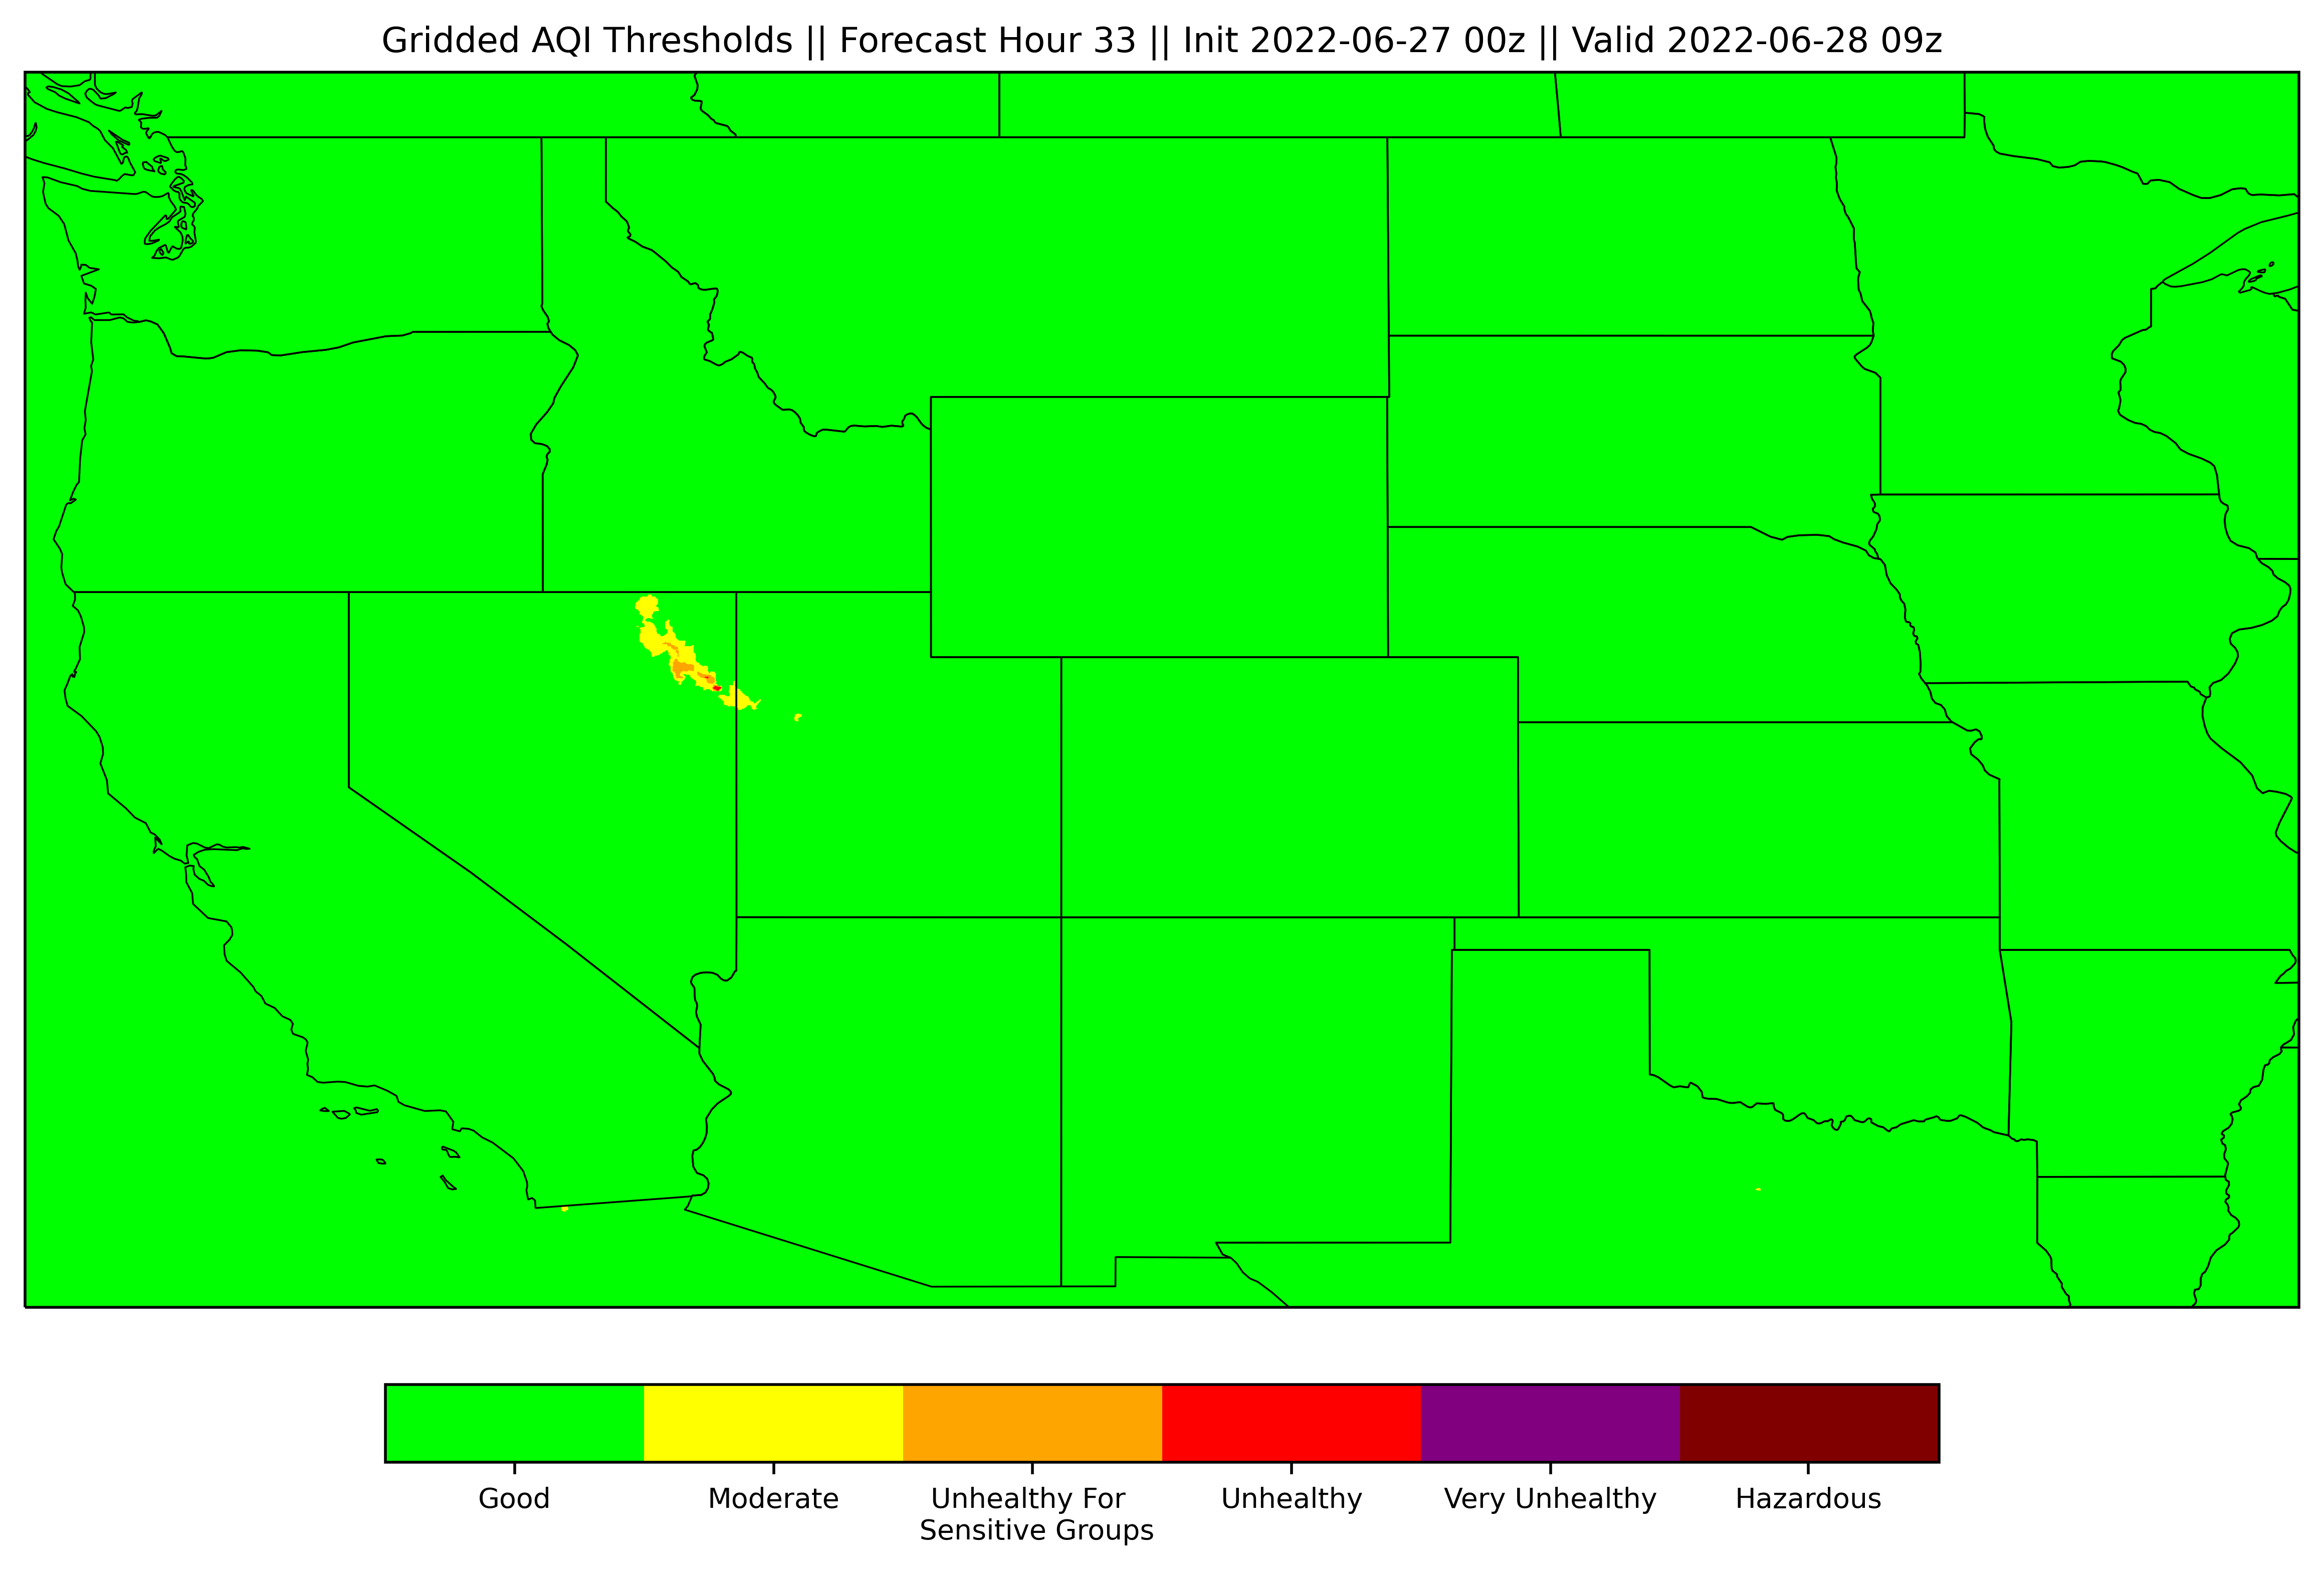 Gridded AQI Thresholds || Forecast Hour 33 || Init 2022-06-27 00z || Valid 2022-06-28 09z
Good
Moderate
Unhealthy For
Sensitive Groups
Unhealthy
Very Unhealthy
Hazardous